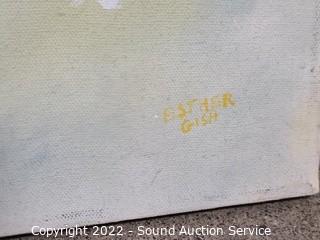 ESTHER
GISH
Copyright 2022 - Sound Auction Service